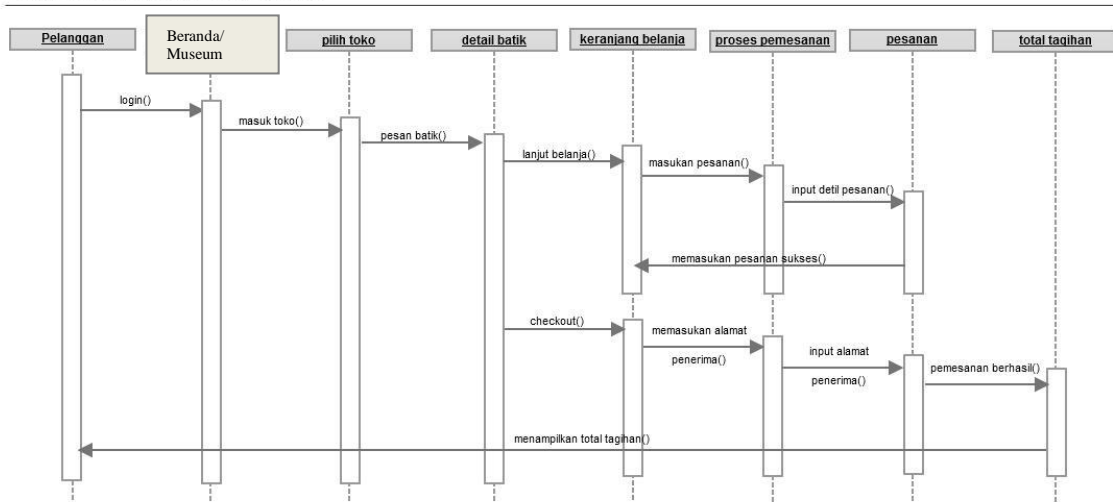 Pelanggan
Beranda/
Museum
pilih toko
detail batik
keranjang belanja
proses pemesanan
pesanan
total tagihan
login()
masuk toko()
pesan batik()
lanjut belanja()
masukan pesanan()
input detil pesanan()
memasukan pesanan sukses()
checkout()
memasukan alamat
penerima()
input alamat
penerima()
pemesanan berhasil()
menampilkan total tagihan()